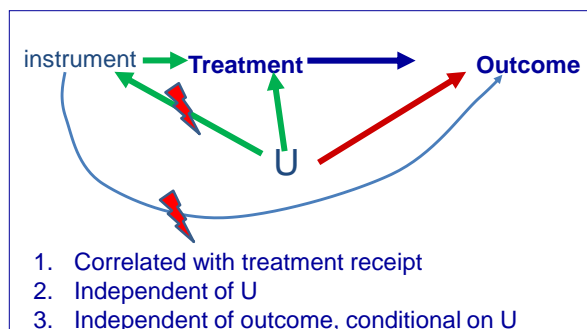 instrument Treatment Outcome
U
1. Correlated with treatment receipt
2. Independent of U
3. Independent of outcome, conditional on U